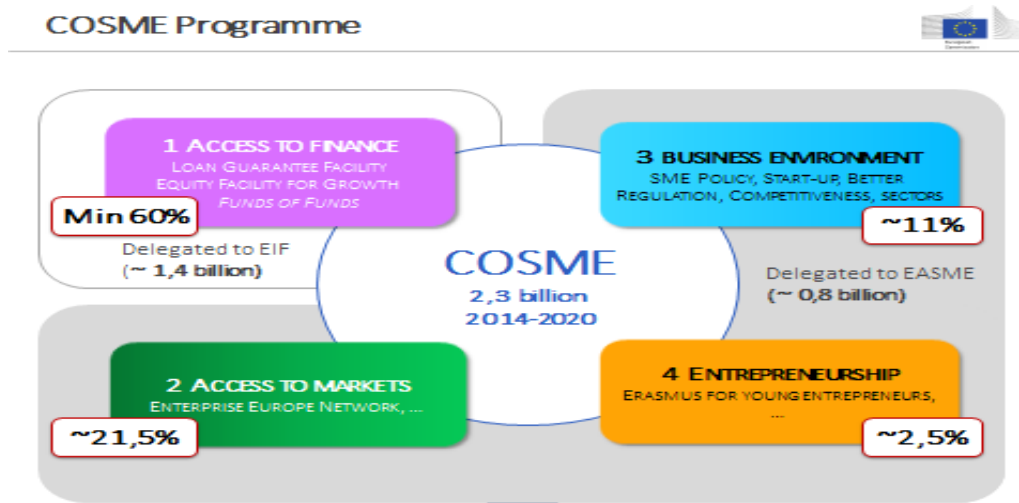 COSME Programme
European
Commission
1 ACCESS TO FINANCE
LOAN GUARANTEE FACILITY
EQUITY FACILITY FOR GROWTH
FUNDS OF FUNDS
Min 60%
Delegated to EIF
(~ 1,4 billion)
3 BUSINESS ENVIRONMENT
SME POLICY, START-UP, BETTER
REGULATION, COMPETITIVENESS, SECTORS
~11%
Delegated to EASME
(~ 0,8 billion)
COSME
2,3 billion
2014-2020
2 ACCESS TO MARKETS
ENTERPRISE EUROPE NETWORK, ...
~21,5%
4 ENTREPRENEURSHIP
ERASMUS FOR YOUNG ENTREPRENEURS,
...
~2,5%